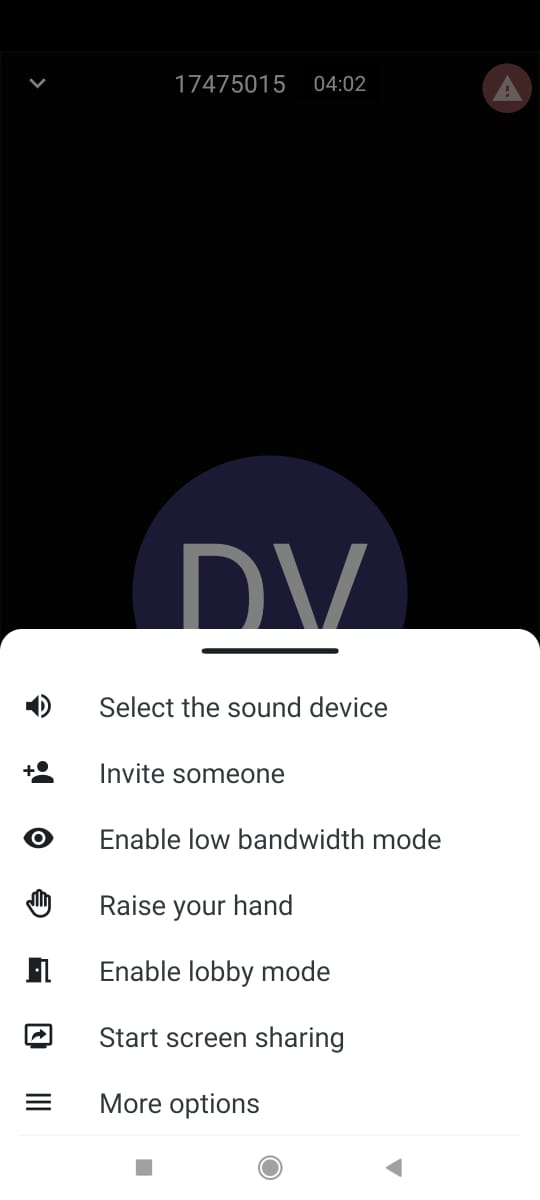 17475015 04:02
DV
Select the sound device
Invite someone
Enable low bandwidth mode
Raise your hand
Enable lobby mode
Start screen sharing
More options